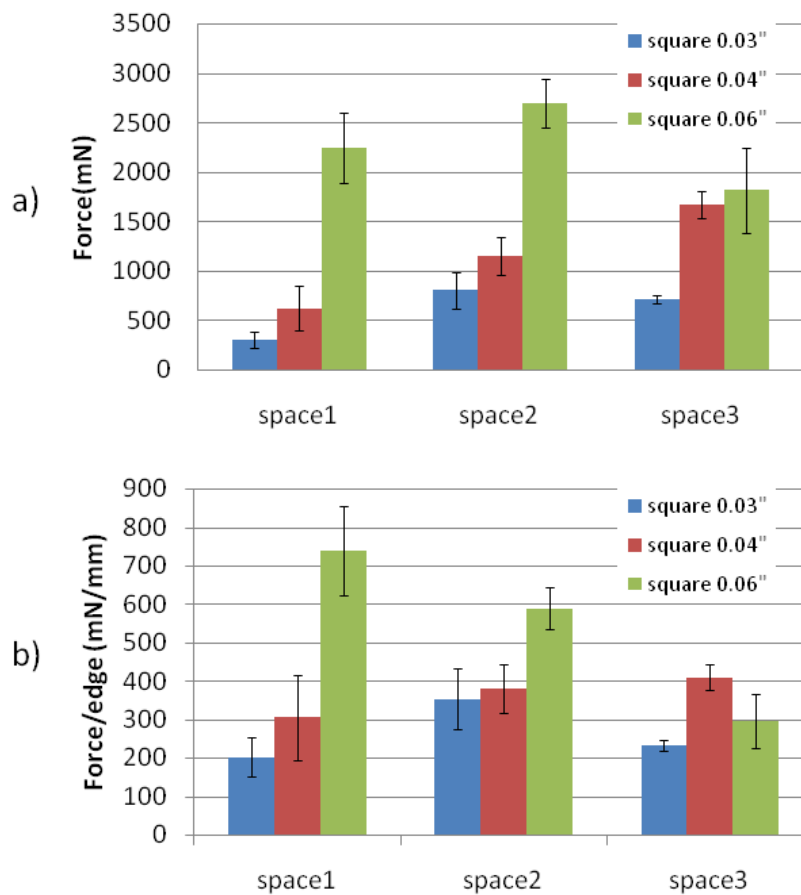 a)
Force(mN)
3500
3000
2500
2000
1500
1000
500
0
square 0.03"
square 0.04"
square 0.06"
space1 space2 space3
b)
Force/edge (mN/mm)
900
800
700
600
500
400
300
200
100
0
square 0.03"
square 0.04"
square 0.06"
space1 space2 space3